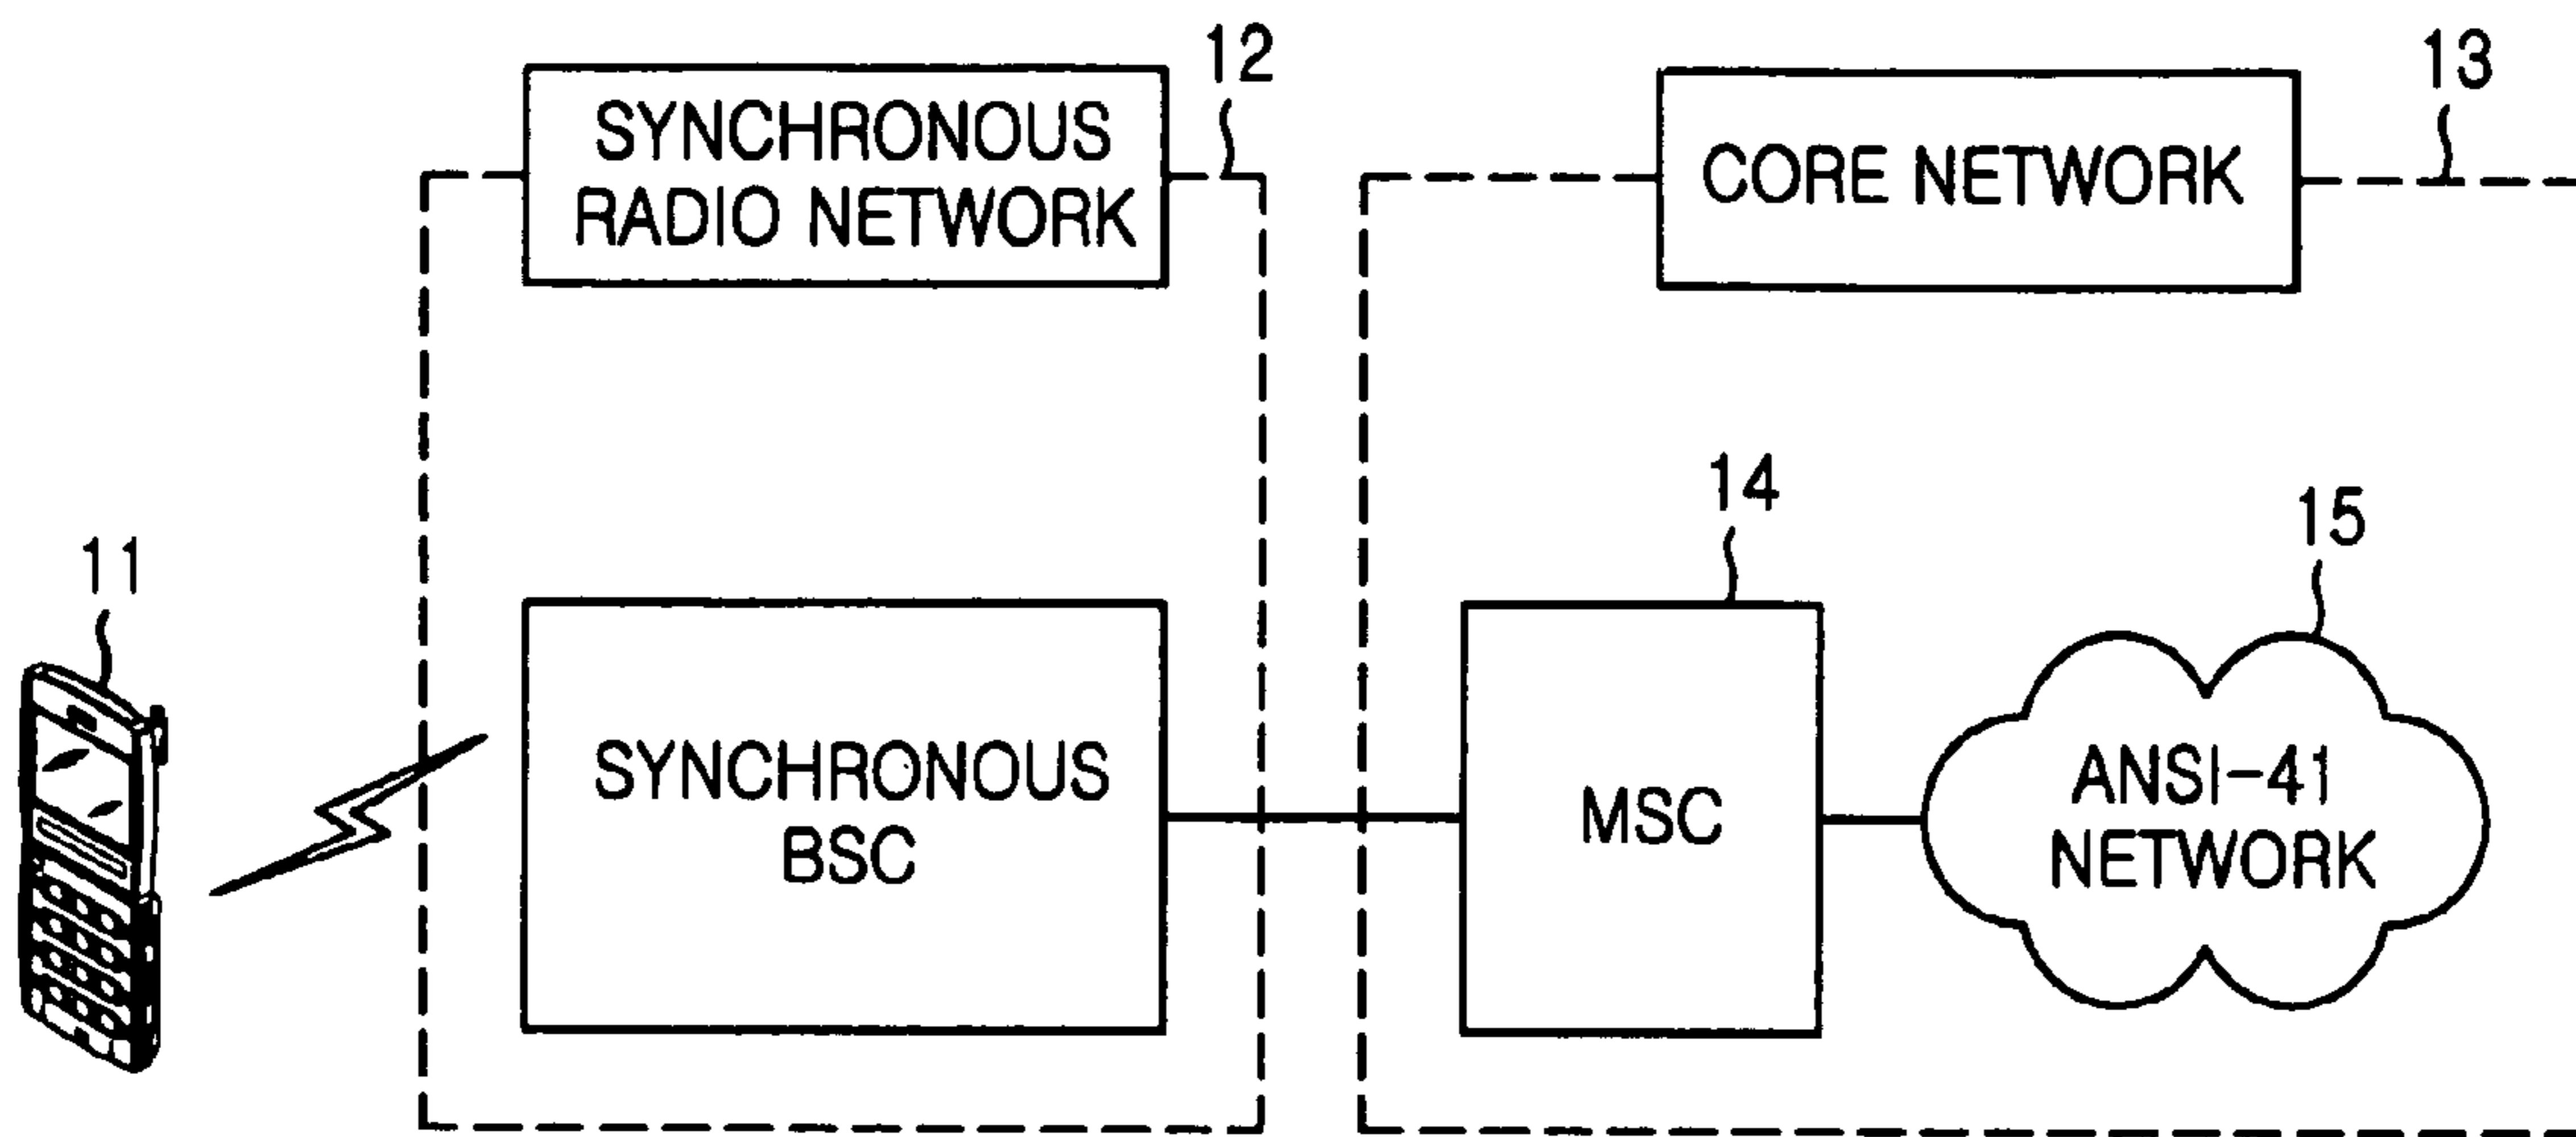 12
13
SYNCHRONOUS
RADIO NETWORK
CORE NETWORK
14
15
11
SYNCHRONOUS
BSC
MSC
ANSI-41
NETWORK